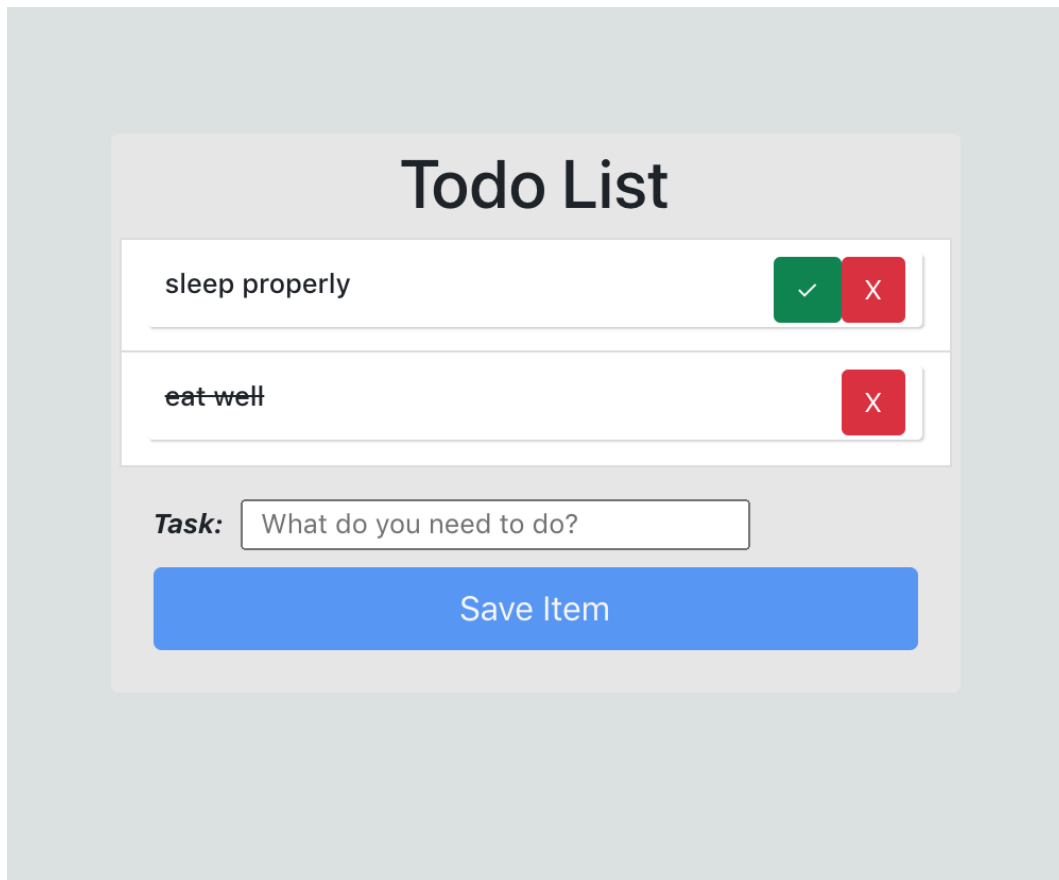 Todo List
sleep properly ✓ X
eat well X
Task: What do you need to do?
Save Item